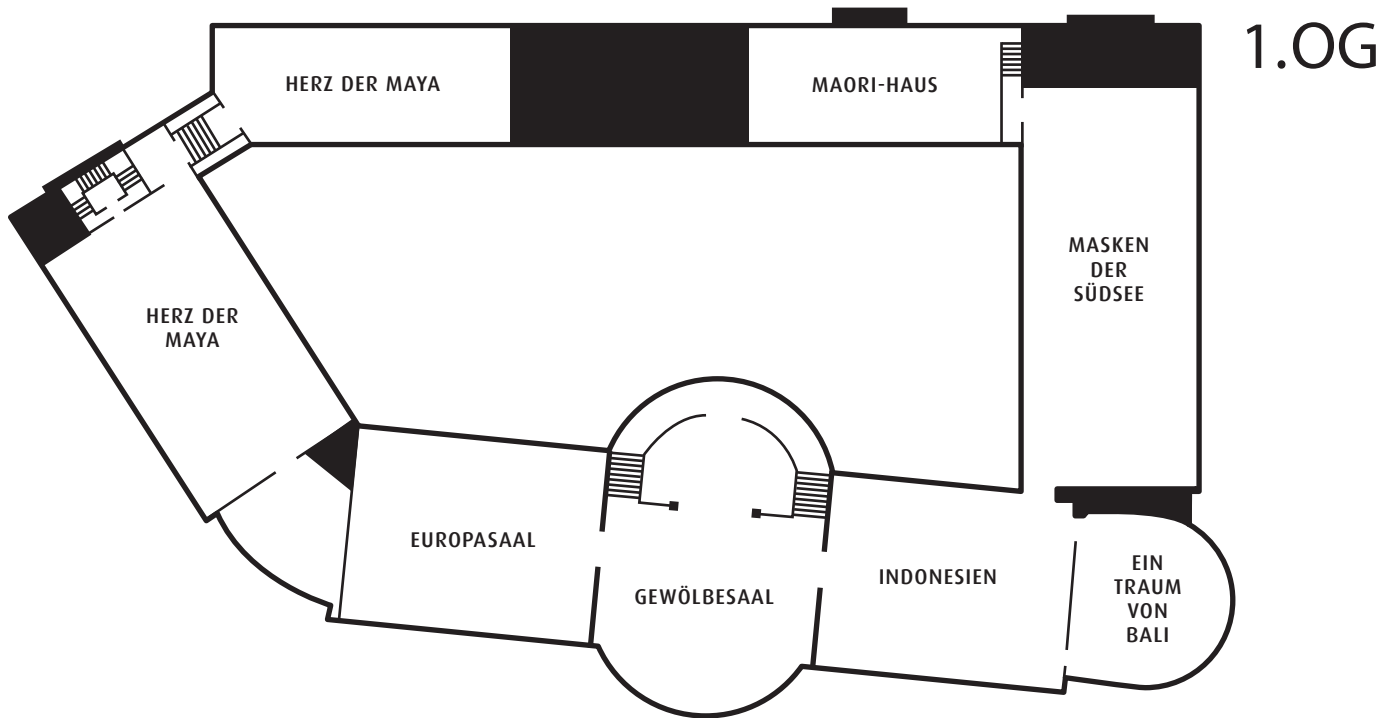 1.OG
HERZ DER MAYA
MAORI-HAUS
MASKEN
DER
SÜDSEE
HERZ DER
MAYA
EUROPASAAL
GEWÖLBESAAL
INDONESIEN
EIN
TRAUM
VON
BALI